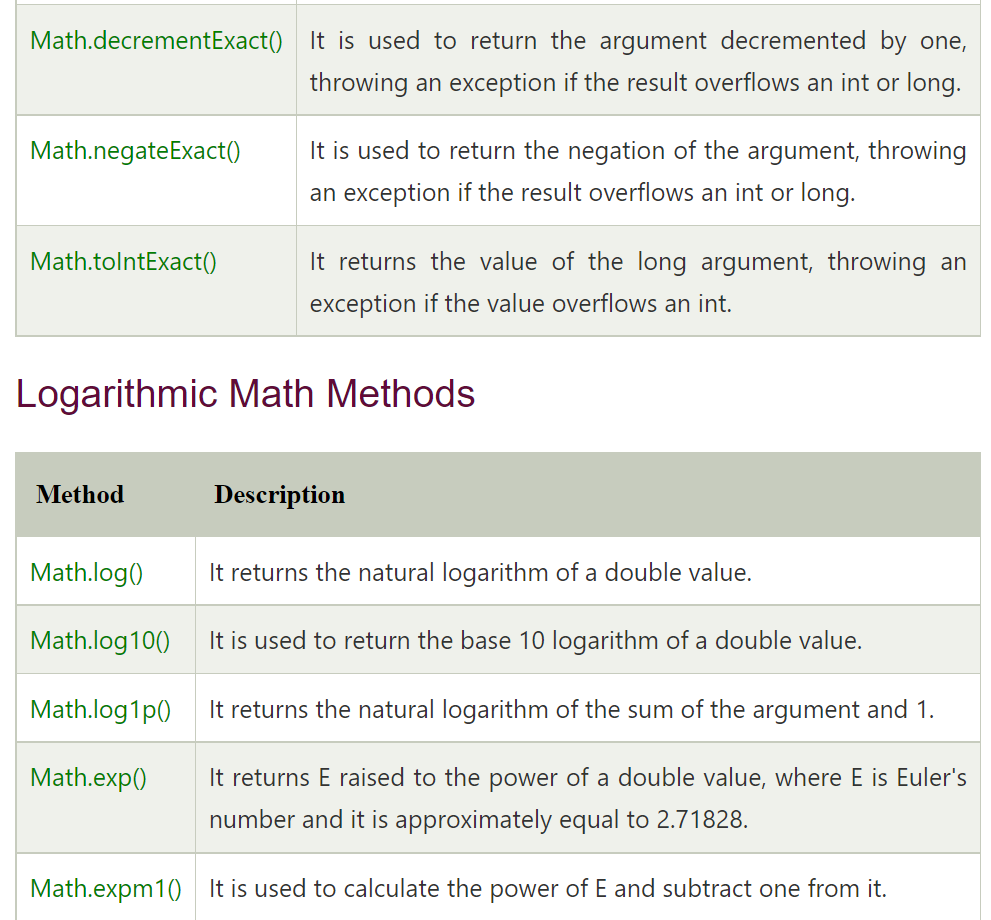 Math.decrementExact() It is used to return the argument decremented by one,
throwing an exception if the result overflows an int or long.
Math.negateExact() It is used to return the negation of the argument, throwing
an exception if the result overflows an int or long.
Math.toIntExact() It returns the value of the long argument, throwing an
exception if the value overflows an int.
Logarithmic Math Methods
Method Description
Math.log() It returns the natural logarithm of a double value.
Math.log10() It is used to return the base 10 logarithm of a double value.
Math.log1p() It returns the natural logarithm of the sum of the argument and 1.
Math.exp() It returns E raised to the power of a double value, where E is Euler's
number and it is approximately equal to 2.71828.
Math.expm1() It is used to calculate the power of E and subtract one from it.